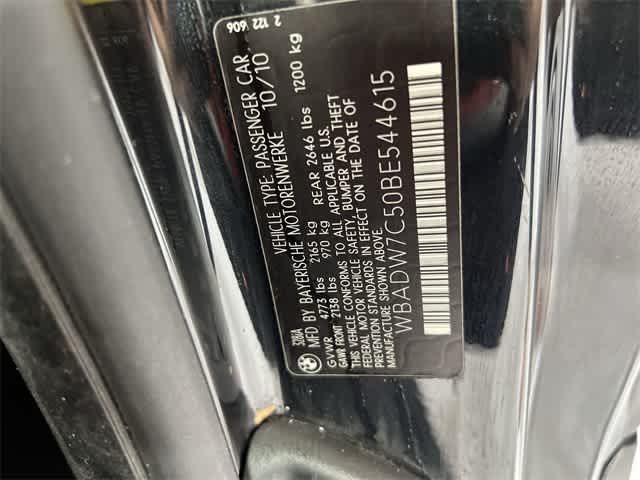 2 122 606
328iA VEHICLE TYPE: PASSENGER CAR
MFD BY BAYERISCHE MOTORENWERKE 10/10
GVWR 4773 lbs 2165 kg
GAWR FRONT 2138 lbs 970 kg REAR 2646 lbs 1200 kg
THIS VEHICLE CONFORMS TO ALL APPLICABLE U.S.
FEDERAL MOTOR VEHICLE SAFETY, BUMPER AND THEFT
PREVENTION STANDARDS IN EFFECT ON THE DATE OF
MANUFACTURE SHOWN ABOVE.
WBADW7C50BE544615